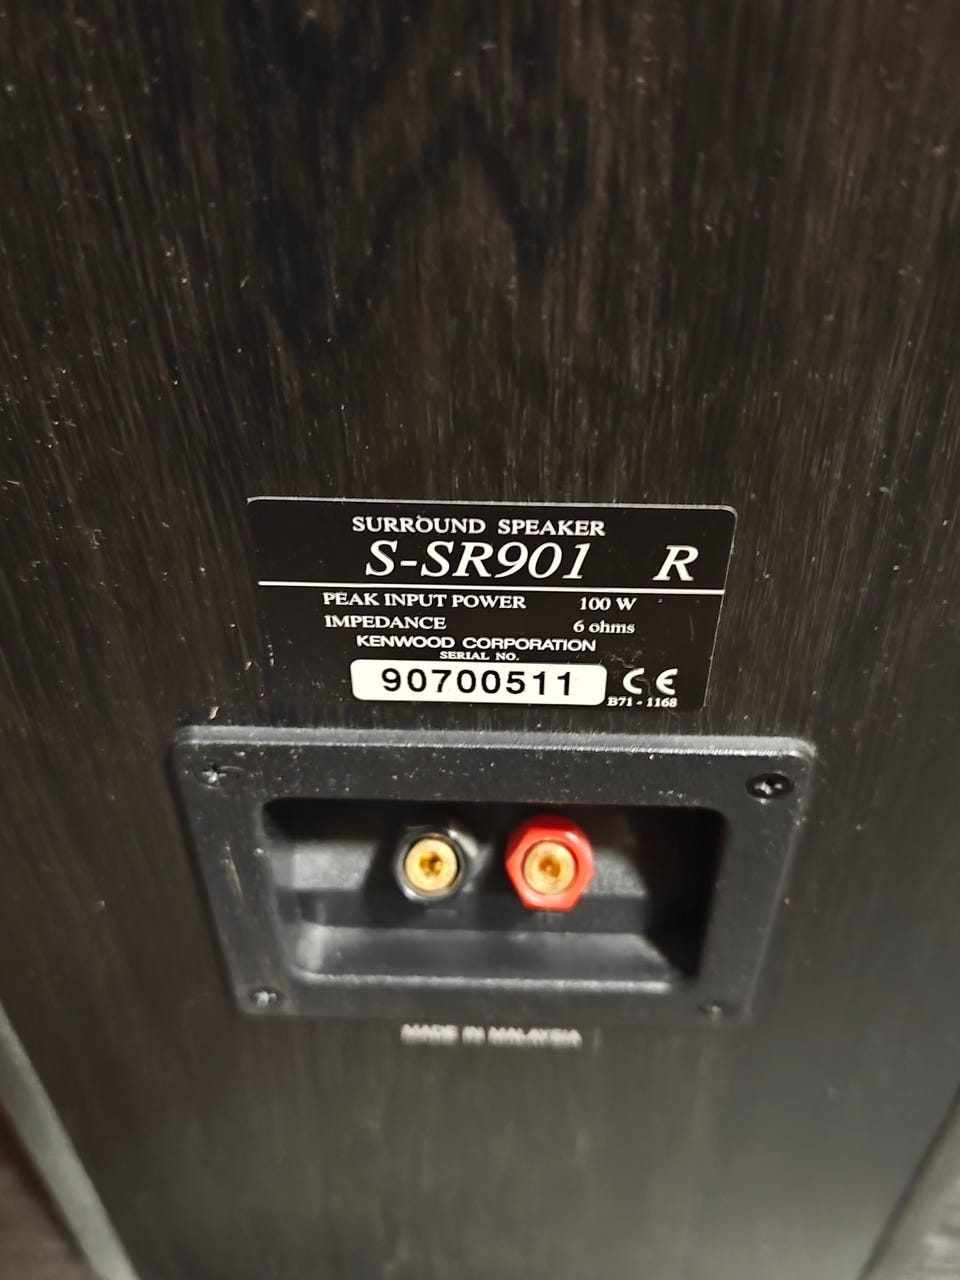 SURROUND SPEAKER
S-SR901 R
PEAK INPUT POWER 100 W
IMPEDANCE 6 ohms
KENWOOD CORPORATION
SERIAL NO.
90700511 CE
B71-1168
MADE IN MALAYSIA